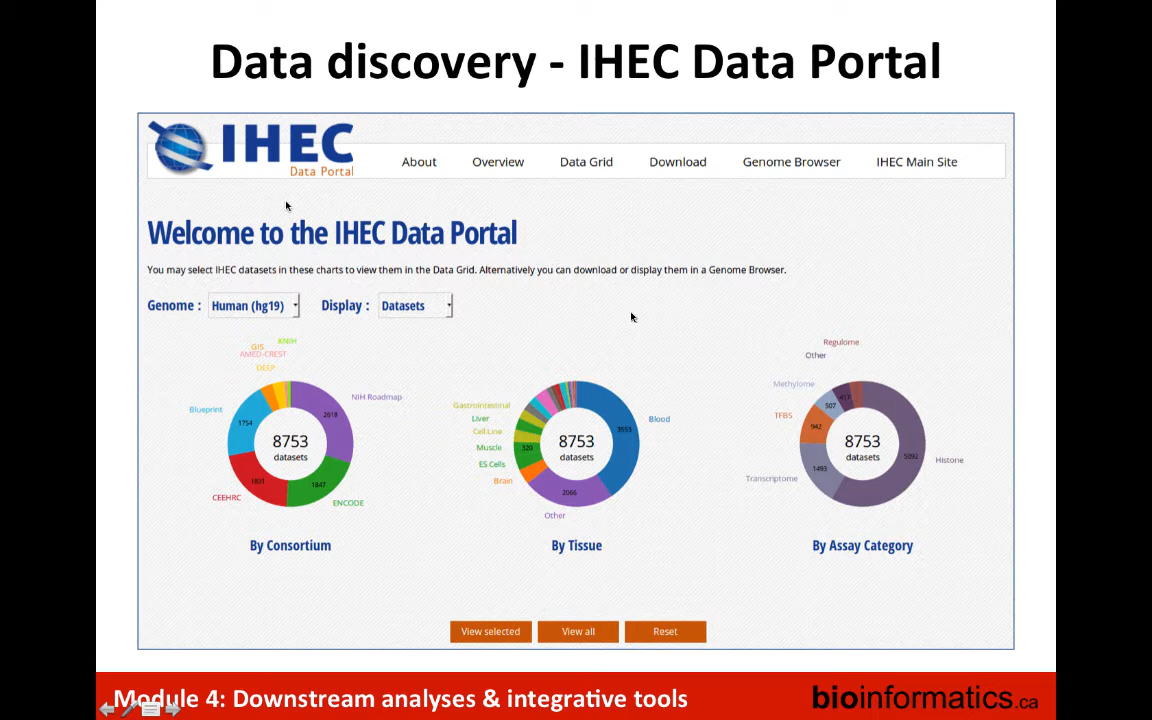 Data discovery - IHEC Data Portal
IHEC
Data Portal
About Overview Data Grid Download Genome Browser IHEC Main Site
Welcome to the IHEC Data Portal
You may select IHEC datasets in these charts to view them in the Data Grid. Alternatively you can download or display them in a Genome Browser.
Genome : Human (hg19) Display : Datasets
KNIH
GIS
AMED-CREST
DEEP
Blueprint
NIH Roadmap
1754
2618
8753
datasets
1831
1847
CEEHRC
ENCODE
By Consortium
Gastrointestinal
Liver
Cell Line
Muscle
ES Cells
Brain
Other
Blood
3553
320
2066
8753
datasets
By Tissue
Regulome
Other
Methylome
TFBS
Transcriptome
Histone
417
507
942
1493
5092
8753
datasets
By Assay Category
View selected View all Reset
Module 4: Downstream analyses & integrative tools
bioinformatics.ca